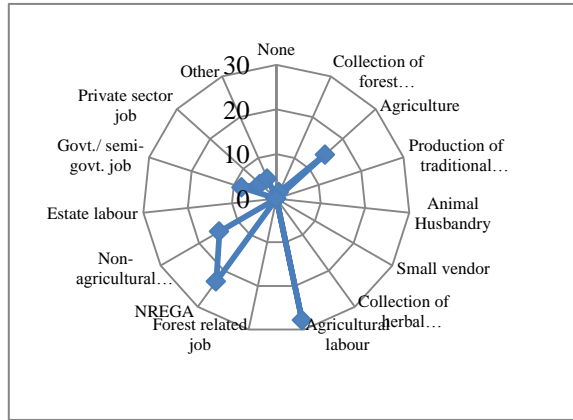 None
Collection of
forest…
Agriculture
Production of
traditional…
Animal
Husbandry
Small vendor
Collection of
herbal…
Agricultural
labour
Forest related
job
NREGA
Non-
agricultural…
Estate labour
Govt./ semi-
govt. job
Private sector
job
Other
30
20
10
0